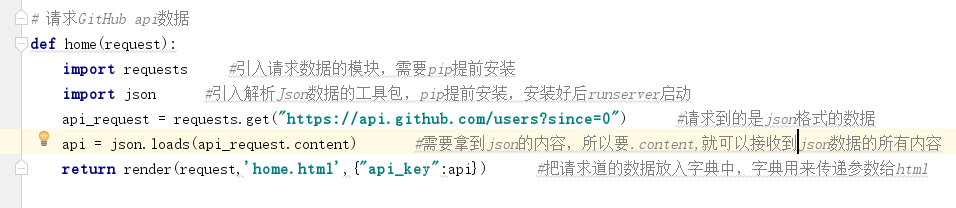 # 请求GitHub api数据
def home(request):
import requests #引入请求数据的模块，需要pip提前安装
import json #引入解析Json数据的工具包，pip提前安装，安装好后runserver启动
api_request = requests.get("https://api.github.com/users?since=0") #请求到的是json格式的数据
api = json.loads(api_request.content) #需要拿到json的内容，所以要.content,就可以接收到json数据的所有内容
return render(request,'home.html',{"api_key":api}) #把请求道的数据放入字典中，字典用来传递参数给html